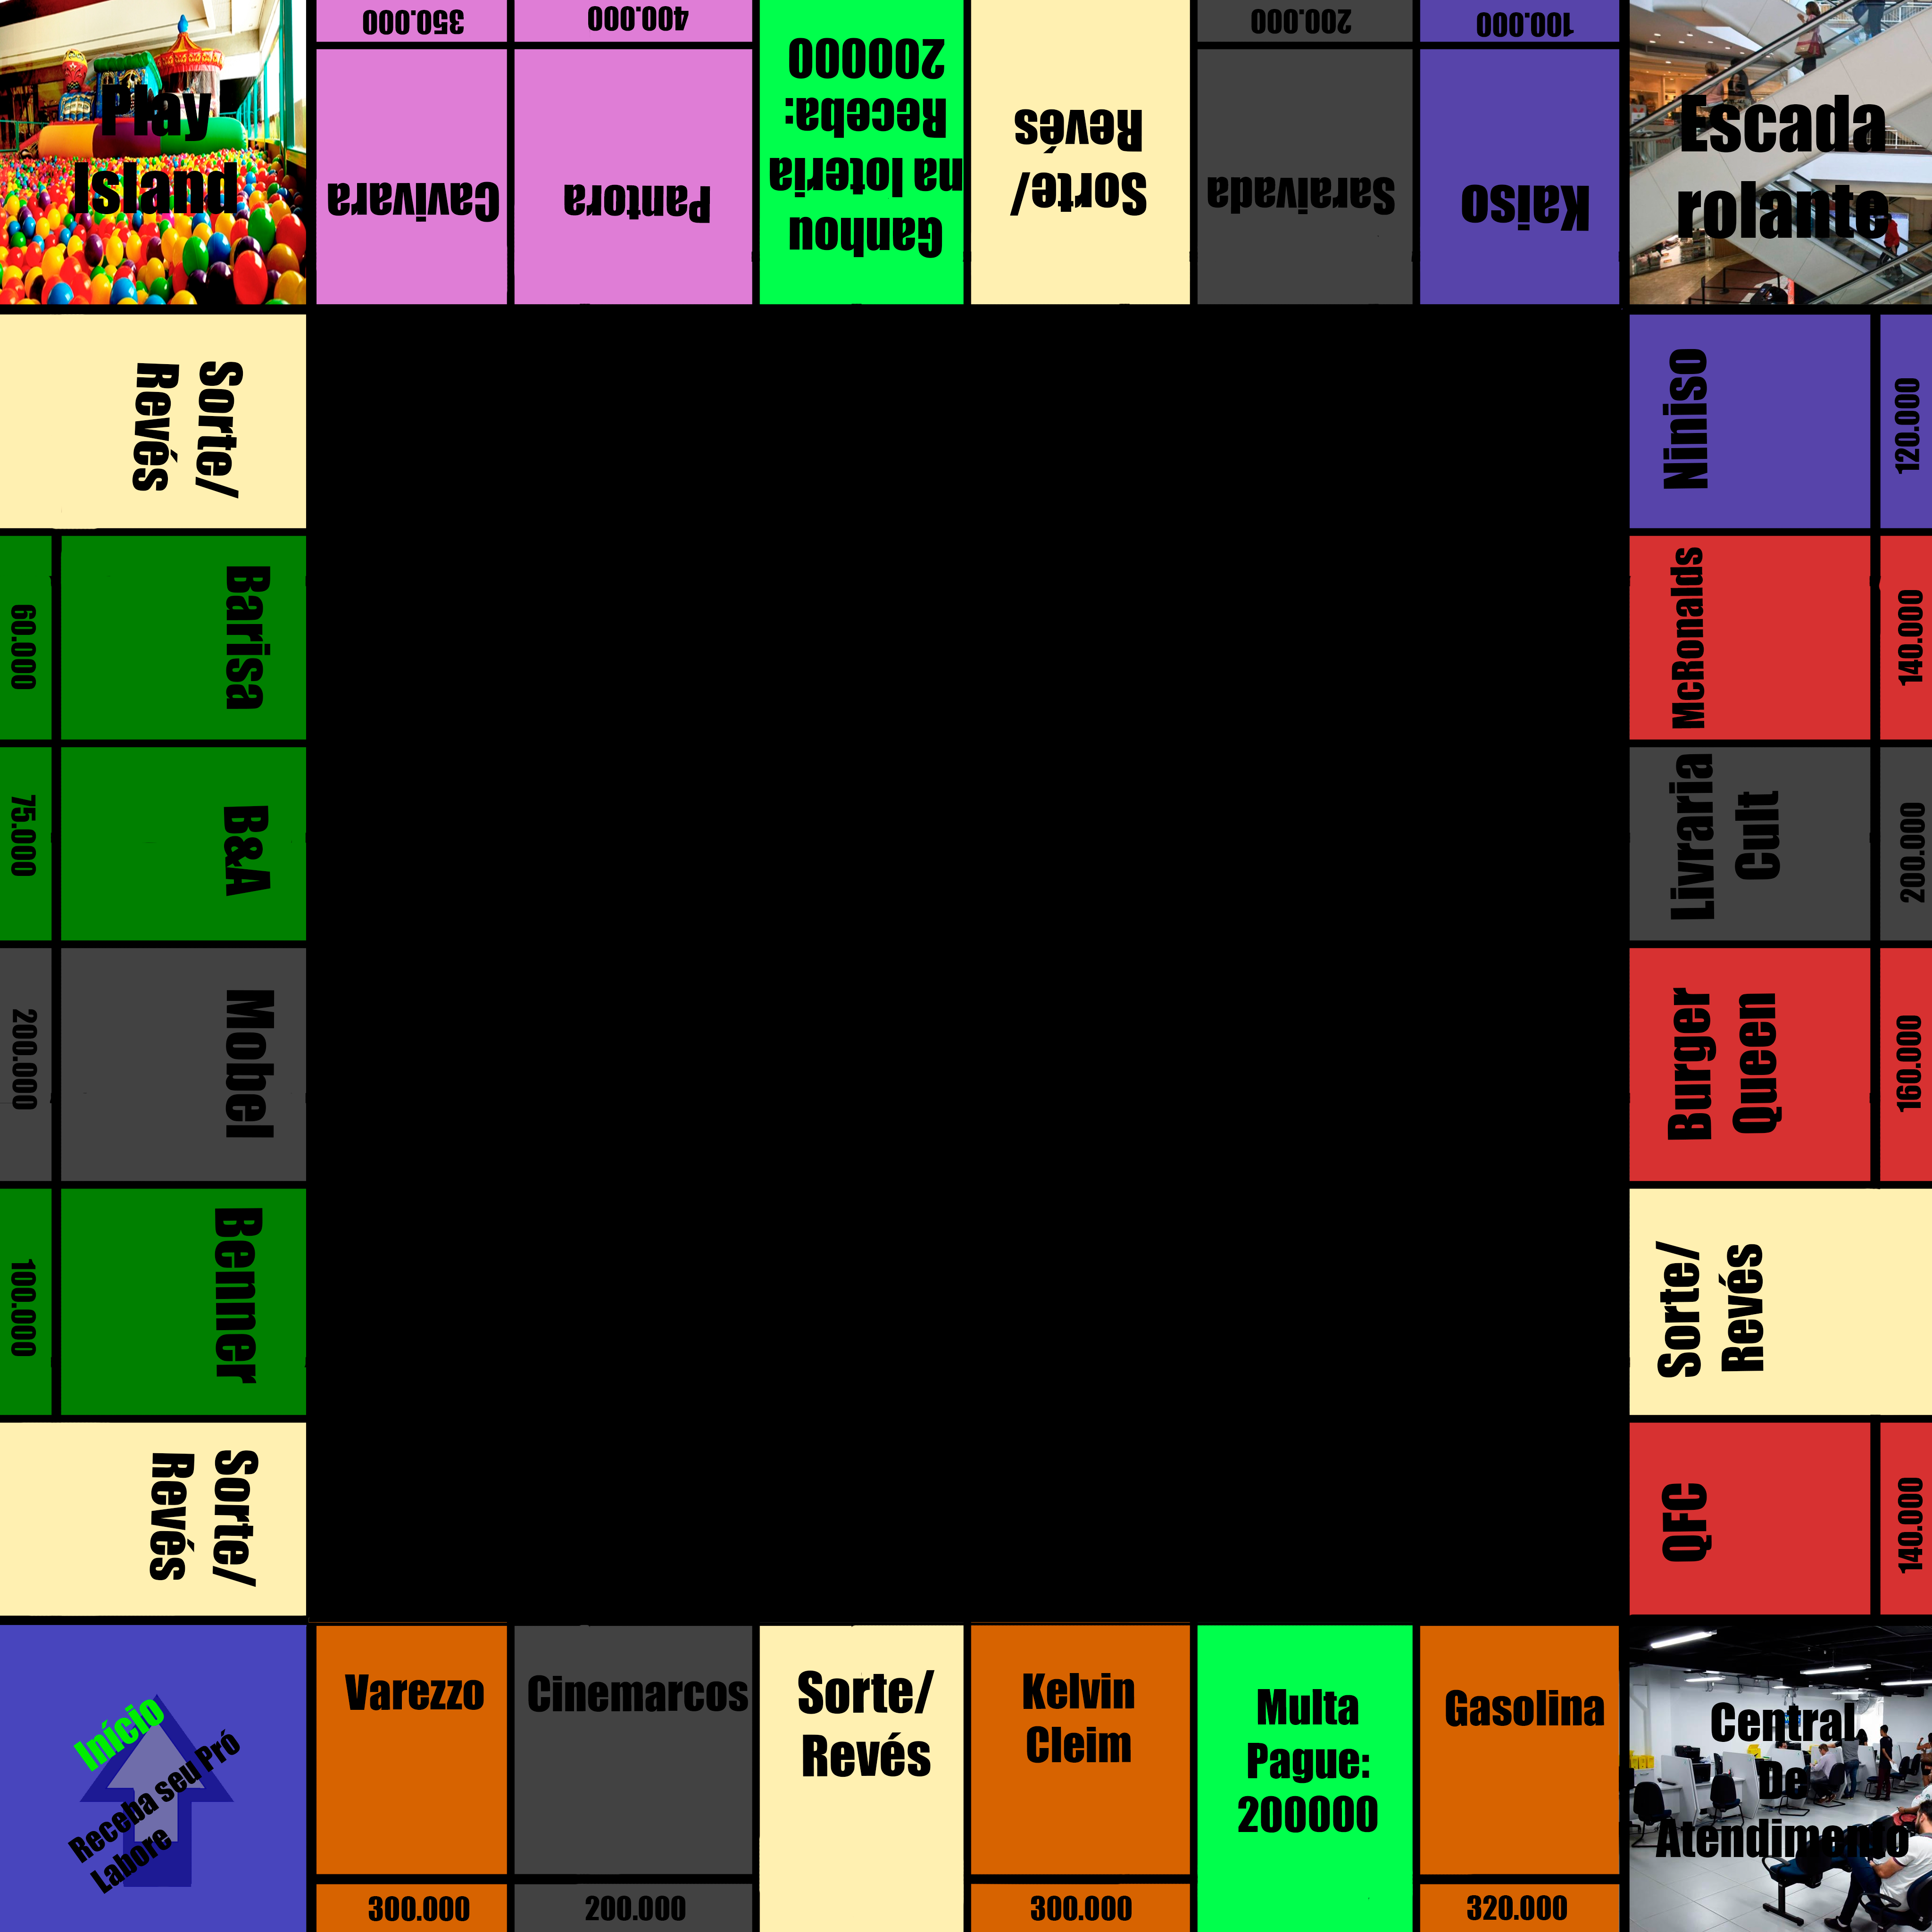 Play
Island
350.000
Cavivara
400.000
Pantora
Ganhou
na loteria
Receba:
200000
Sorte/
Revés
200.000
Saraivada
100.000
Kaiso
Escada
rolante
Niniso
120.000
McRonalds
140.000
Livraria
Cult
200.000
Burger
Queen
160.000
Sorte/
Revés
QFC
140.000
Central
De
Atendimento
Gasolina
320.000
Multa
Pague:
200000
Kelvin
Cleim
300.000
Sorte/
Revés
Cinemarcos
200.000
Varezzo
300.000
Início
Receba seu Pró
Labore
Sorte/
Revés
Benner
100.000
Mobel
200.000
B&A
75.000
Barisa
60.000
Sorte/
Revés